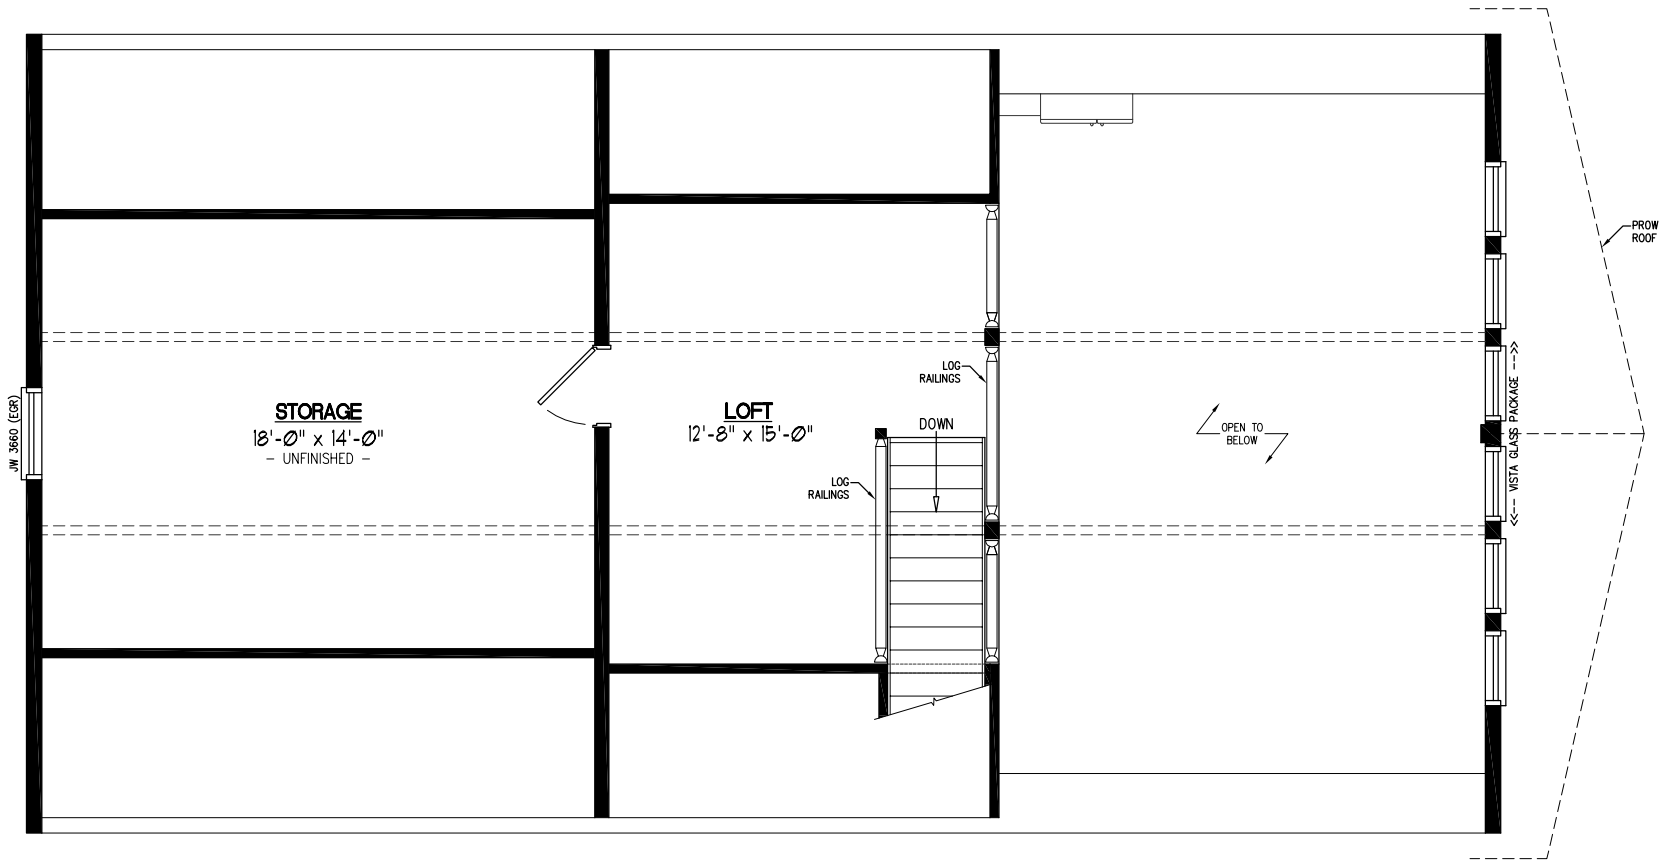 PROW
ROOF
LOG
RAILINGS
STORAGE
18'-0" x 14'-0"
- UNFINISHED -
LOFT
12'-8" x 15'-0"
DOWN
OPEN TO
BELOW
LOG
RAILINGS
JW 3660 (EGR)
<<--- VISTA GLASS PACKAGE --->>